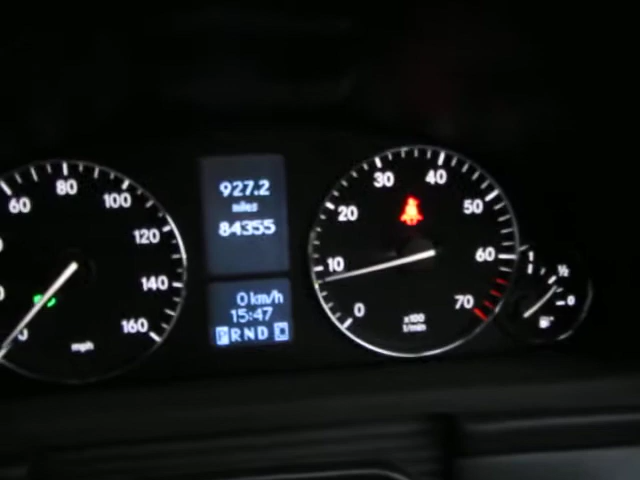 60 80 100 120 140 160
0
mph
927.2
miles
84355
0 km/h
15:47
P R N D
0 10 20 30 40 50 60 70
x100
1/min
1 ½ 0